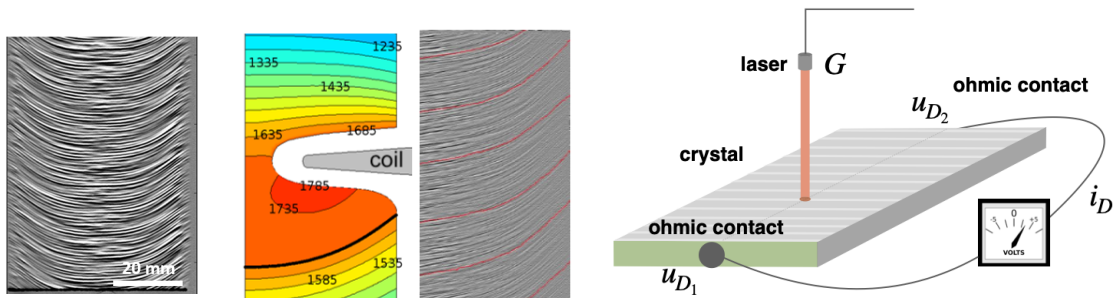 20 mm
1235
1335
1435
1635
1685
coil
1785
1735
1535
1585
laser
G
ohmic contact
u_{D_2}
crystal
ohmic contact
u_{D_1}
i_D
-5
0
+5
VOLTS